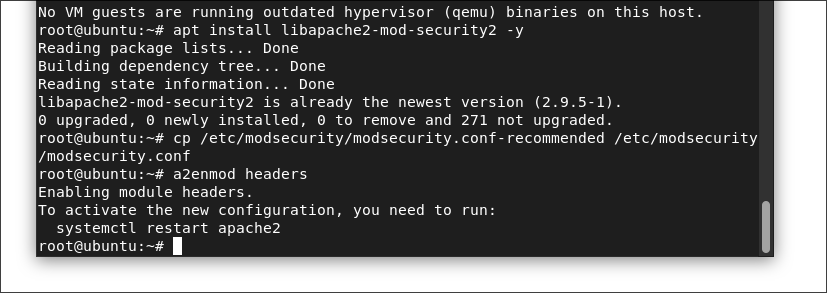 No VM guests are running outdated hypervisor (qemu) binaries on this host.
root@ubuntu:~# apt install libapache2-mod-security2 -y
Reading package lists... Done
Building dependency tree... Done
Reading state information... Done
libapache2-mod-security2 is already the newest version (2.9.5-1).
0 upgraded, 0 newly installed, 0 to remove and 271 not upgraded.
root@ubuntu:~# cp /etc/modsecurity/modsecurity.conf-recommended /etc/modsecurity
/modsecurity.conf
root@ubuntu:~# a2enmod headers
Enabling module headers.
To activate the new configuration, you need to run:
  systemctl restart apache2
root@ubuntu:~#